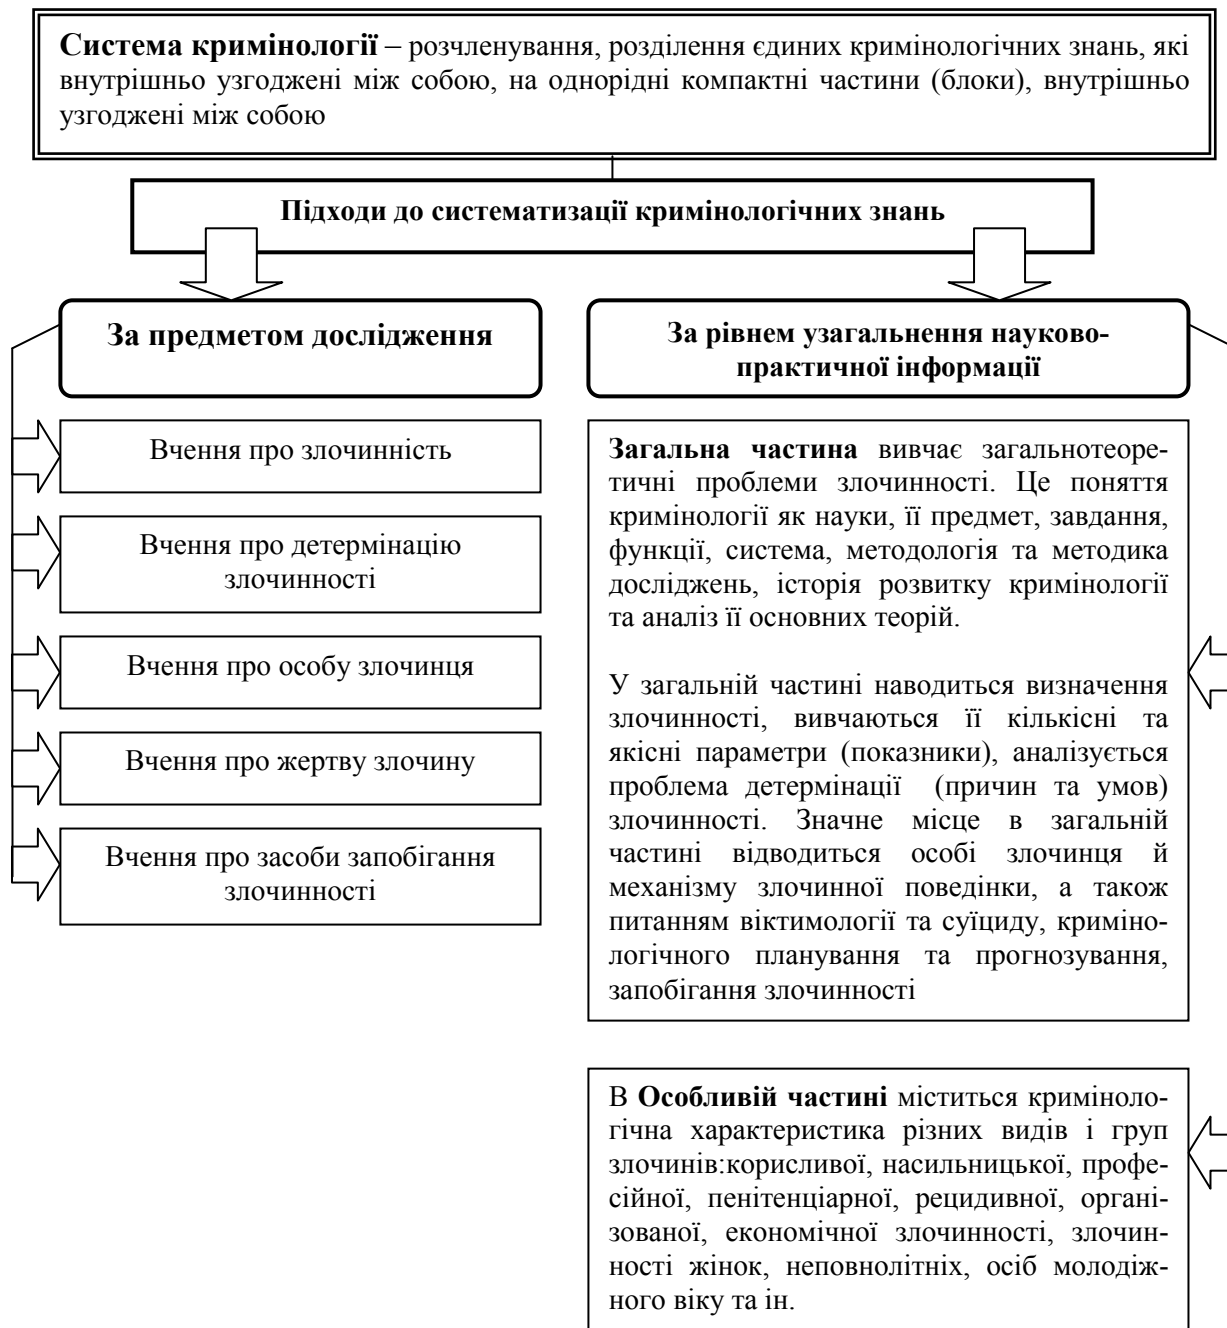 Система кримінології – розчленування, розділення єдиних кримінологічних знань, які
внутрішньо узгоджені між собою, на однорідні компактні частини (блоки), внутрішньо
узгоджені між собою
Підходи до систематизації кримінологічних знань
За предметом дослідження
Вчення про злочинність
Вчення про детермінацію
злочинності
Вчення про особу злочинця
Вчення про жертву злочину
Вчення про засоби запобігання
злочинності
За рівнем узагальнення науково-
практичної інформації
Загальна частина вивчає загальнотеоре-
тичні проблеми злочинності. Це поняття
кримінології як науки, її предмет, завдання,
функції, система, методологія та методика
досліджень, історія розвитку кримінології
та аналіз її основних теорій.
У загальній частині наводиться визначення
злочинності, вивчаються її кількісні та
якісні параметри (показники), аналізується
проблема детермінації (причин та умов)
злочинності. Значне місце в загальній
частині відводиться особі злочинця й
механізму злочинної поведінки, а також
питанням віктимології та суїциду, криміно-
логічного планування та прогнозування,
запобігання злочинності
В Особливій частині міститься криміноло-
гічна характеристика різних видів і груп
злочинів:корисливої, насильницької, профе-
сійної, пенітенціарної, рецидивної, органі-
зованої, економічної злочинності, злочин-
ності жінок, неповнолітніх, осіб молодіж-
ного віку та ін.